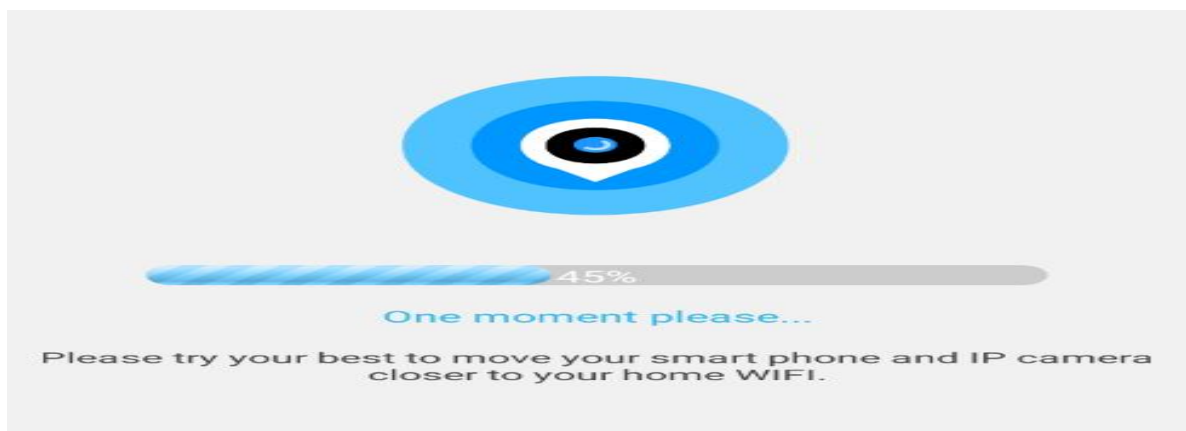 45%
One moment please...
Please try your best to move your smart phone and IP camera
closer to your home WIFI.